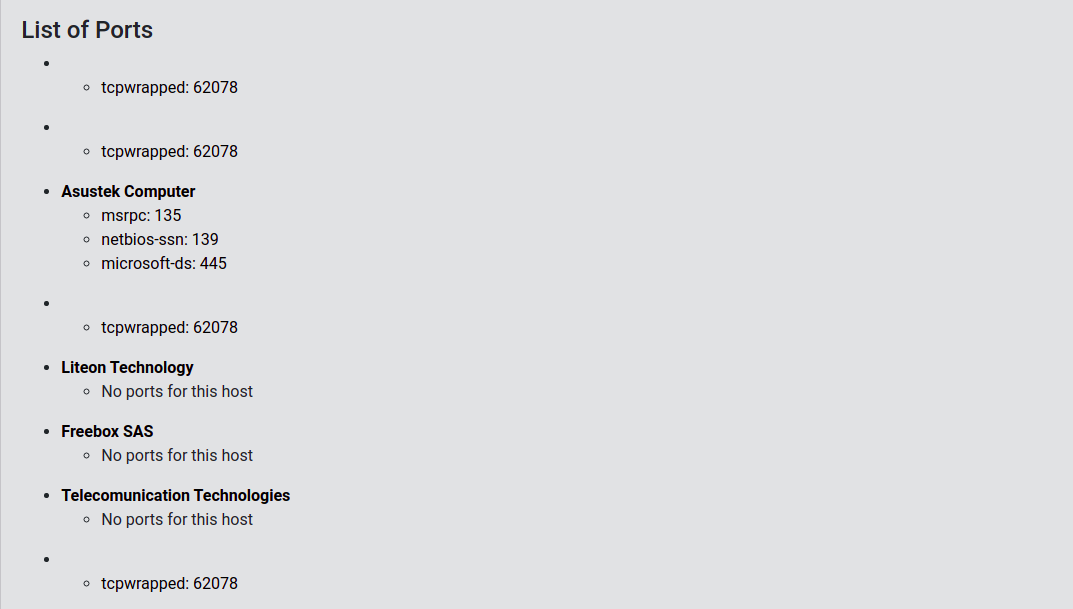 List of Ports
tcpwrapped: 62078
tcpwrapped: 62078
Asustek Computer
msrpc: 135
netbios-ssn: 139
microsoft-ds: 445
tcpwrapped: 62078
Liteon Technology
No ports for this host
Freebox SAS
No ports for this host
Telecomunication Technologies
No ports for this host
tcpwrapped: 62078